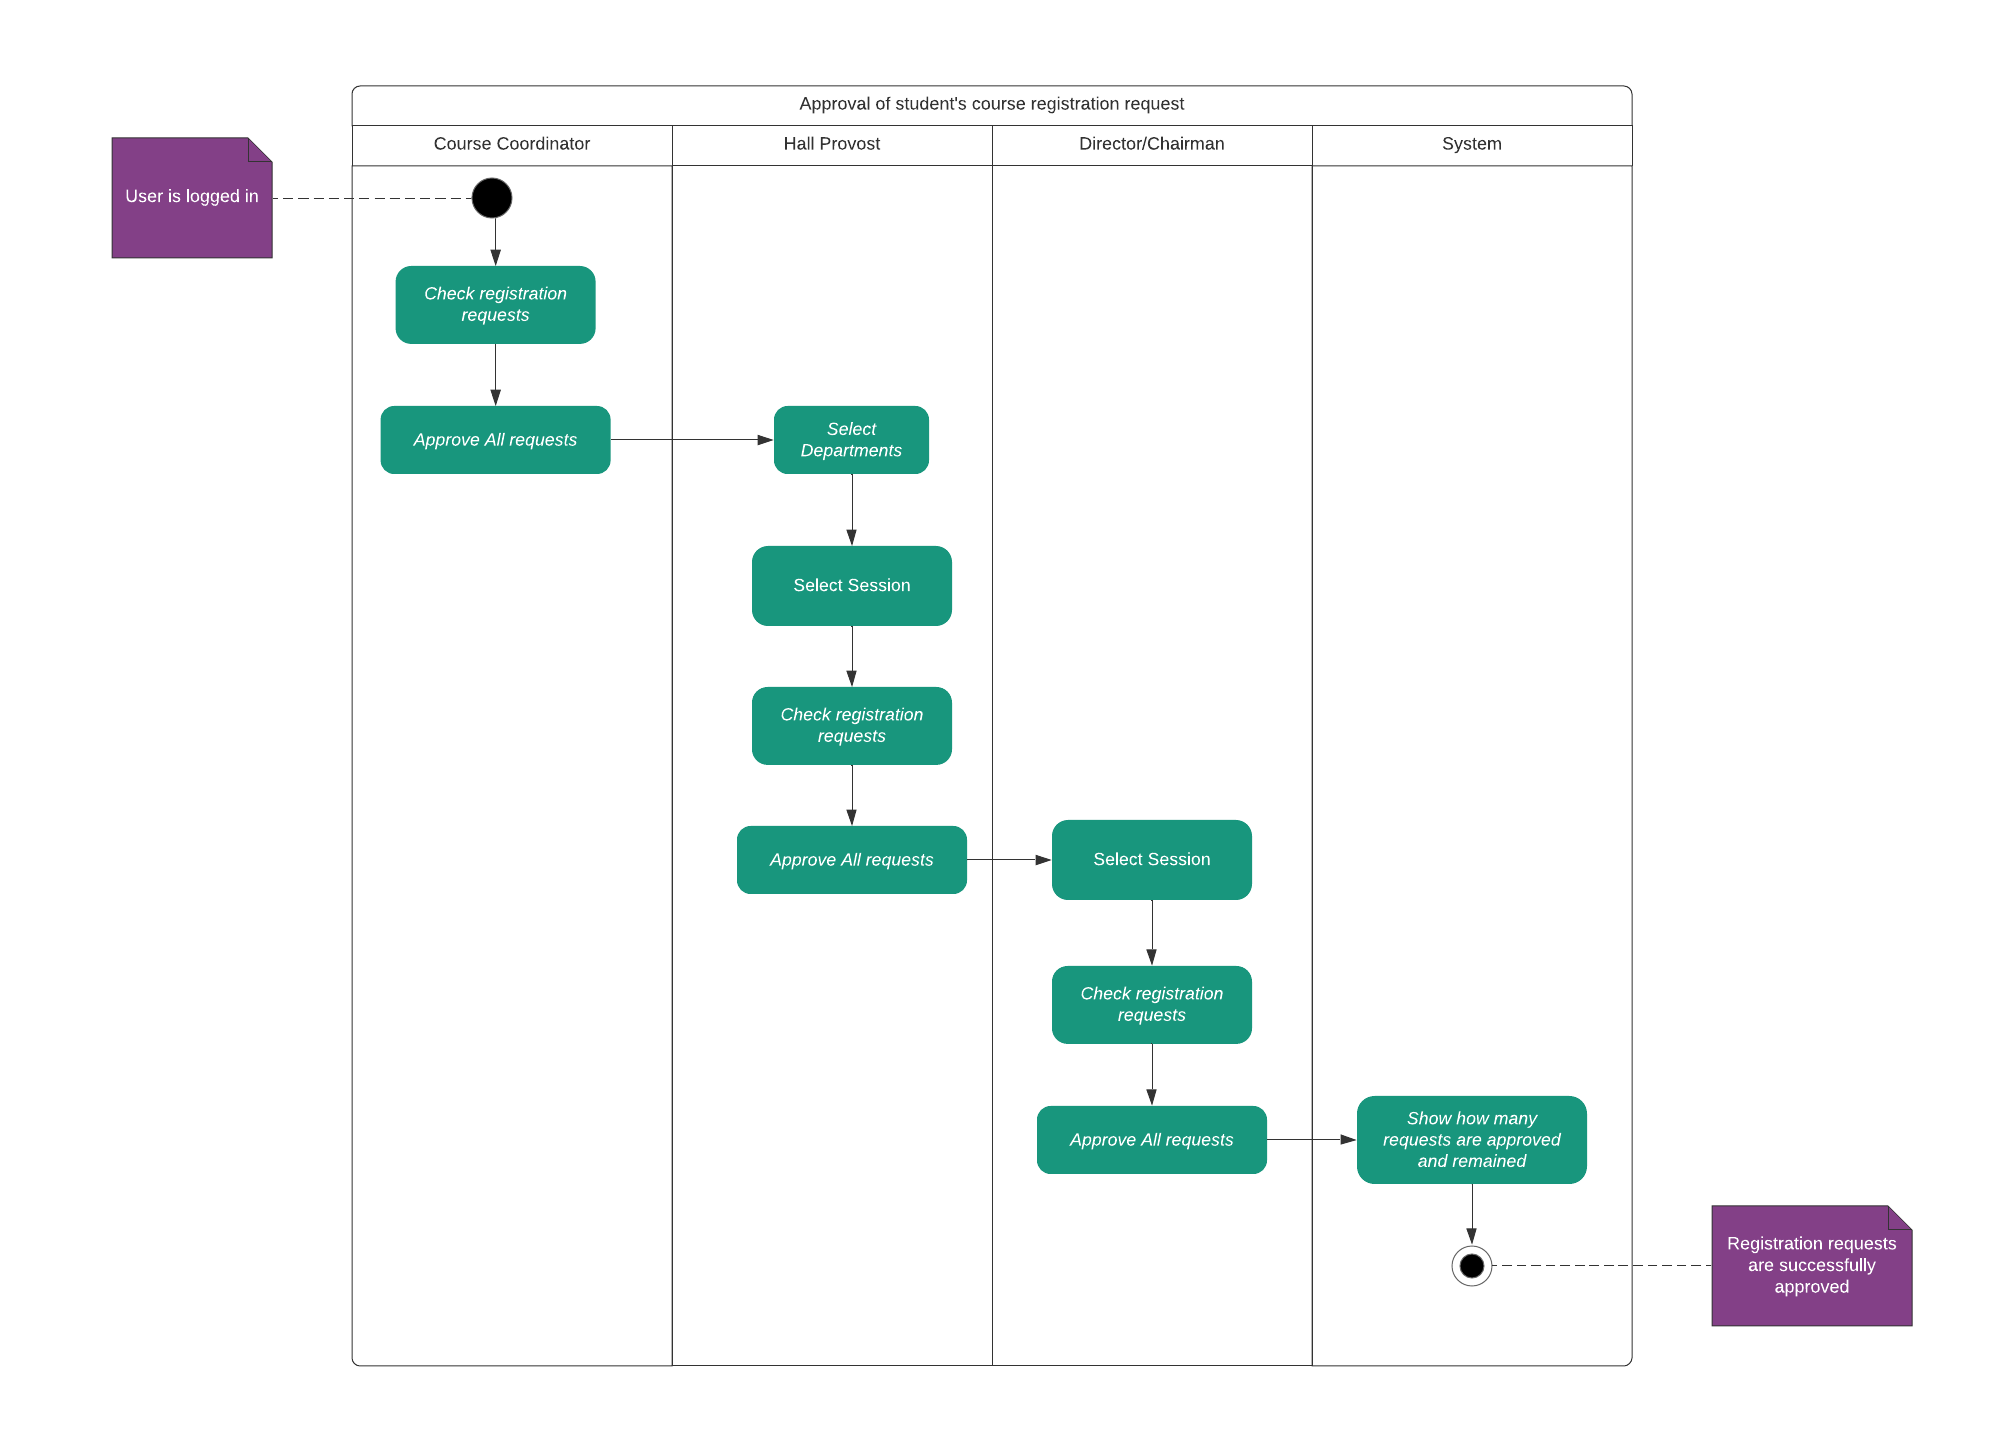 Approval of student's course registration request
Course Coordinator
Hall Provost
Director/Chairman
System
User is logged in
Check registration
requests
Approve All requests
Select
Departments
Select Session
Check registration
requests
Approve All requests
Select Session
Check registration
requests
Approve All requests
Show how many
requests are approved
and remained
Registration requests
are successfully
approved